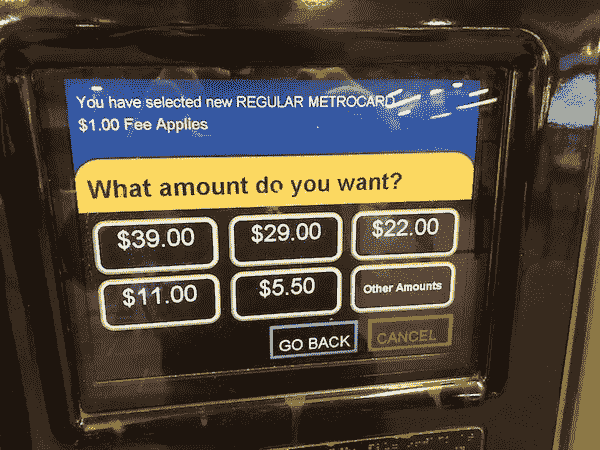 You have selected new REGULAR METROCARD
$1.00 Fee Applies
What amount do you want?
$39.00 $29.00 $22.00
$11.00 $5.50 Other Amounts
GO BACK CANCEL